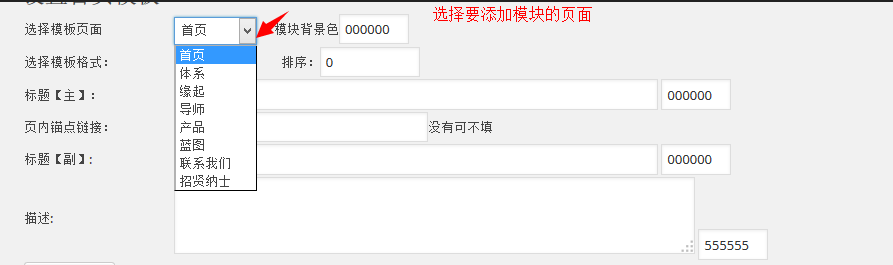 选择要添加模块的页面
选择模板页面 首页 模块背景色 000000
首页
体系
缘起
导师
产品
蓝图
联系我们
招贤纳士
选择模板格式： 排序： 0
标题【主】： 000000
页内锚点链接： 没有可不填
标题【副】： 000000
描述: 555555